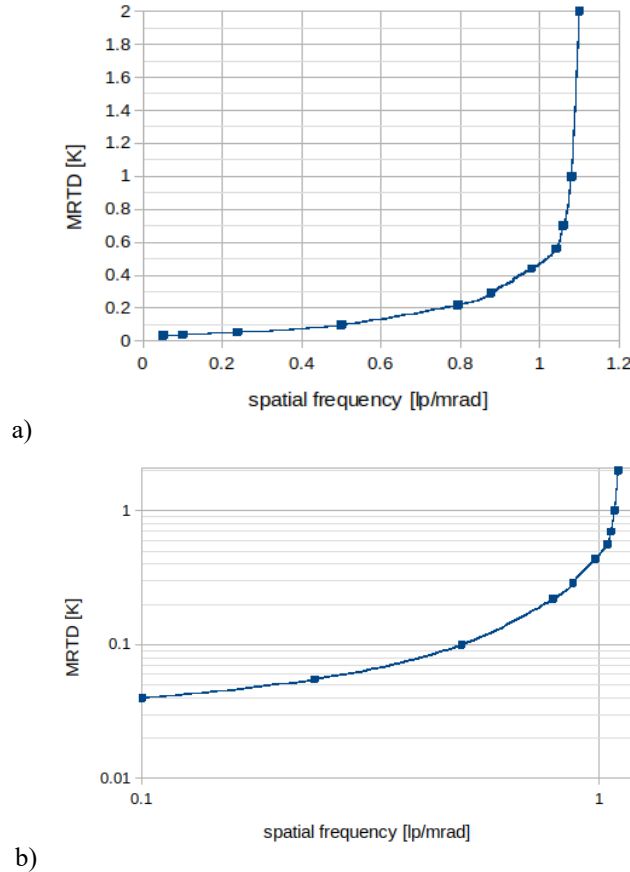 2
1.8
1.6
1.4
1.2
1
0.8
0.6
0.4
0.2
0
MRTD [K]
0 0.2 0.4 0.6 0.8 1 1.2
spatial frequency [lp/mrad]
a)
1
0.1
0.01
MRTD [K]
0.1 1
spatial frequency [lp/mrad]
b)